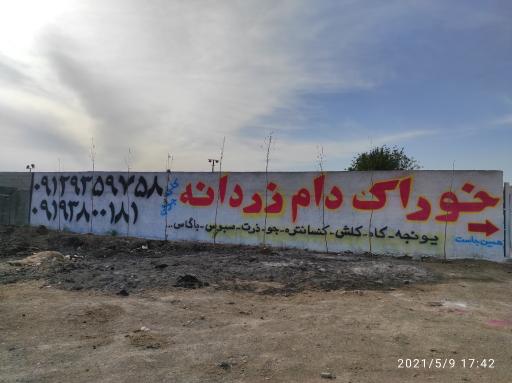 خوراک دام زردانه
یونجه-کاه-کلش-کنسانتره-جو-ذرت-سبوس-باگاس...
همین جاست
۰۹۱۲۹۳۵۹۷۵۸
۰۹۱۹۳۸۰۰۱۸۱
2021/5/9 17:42